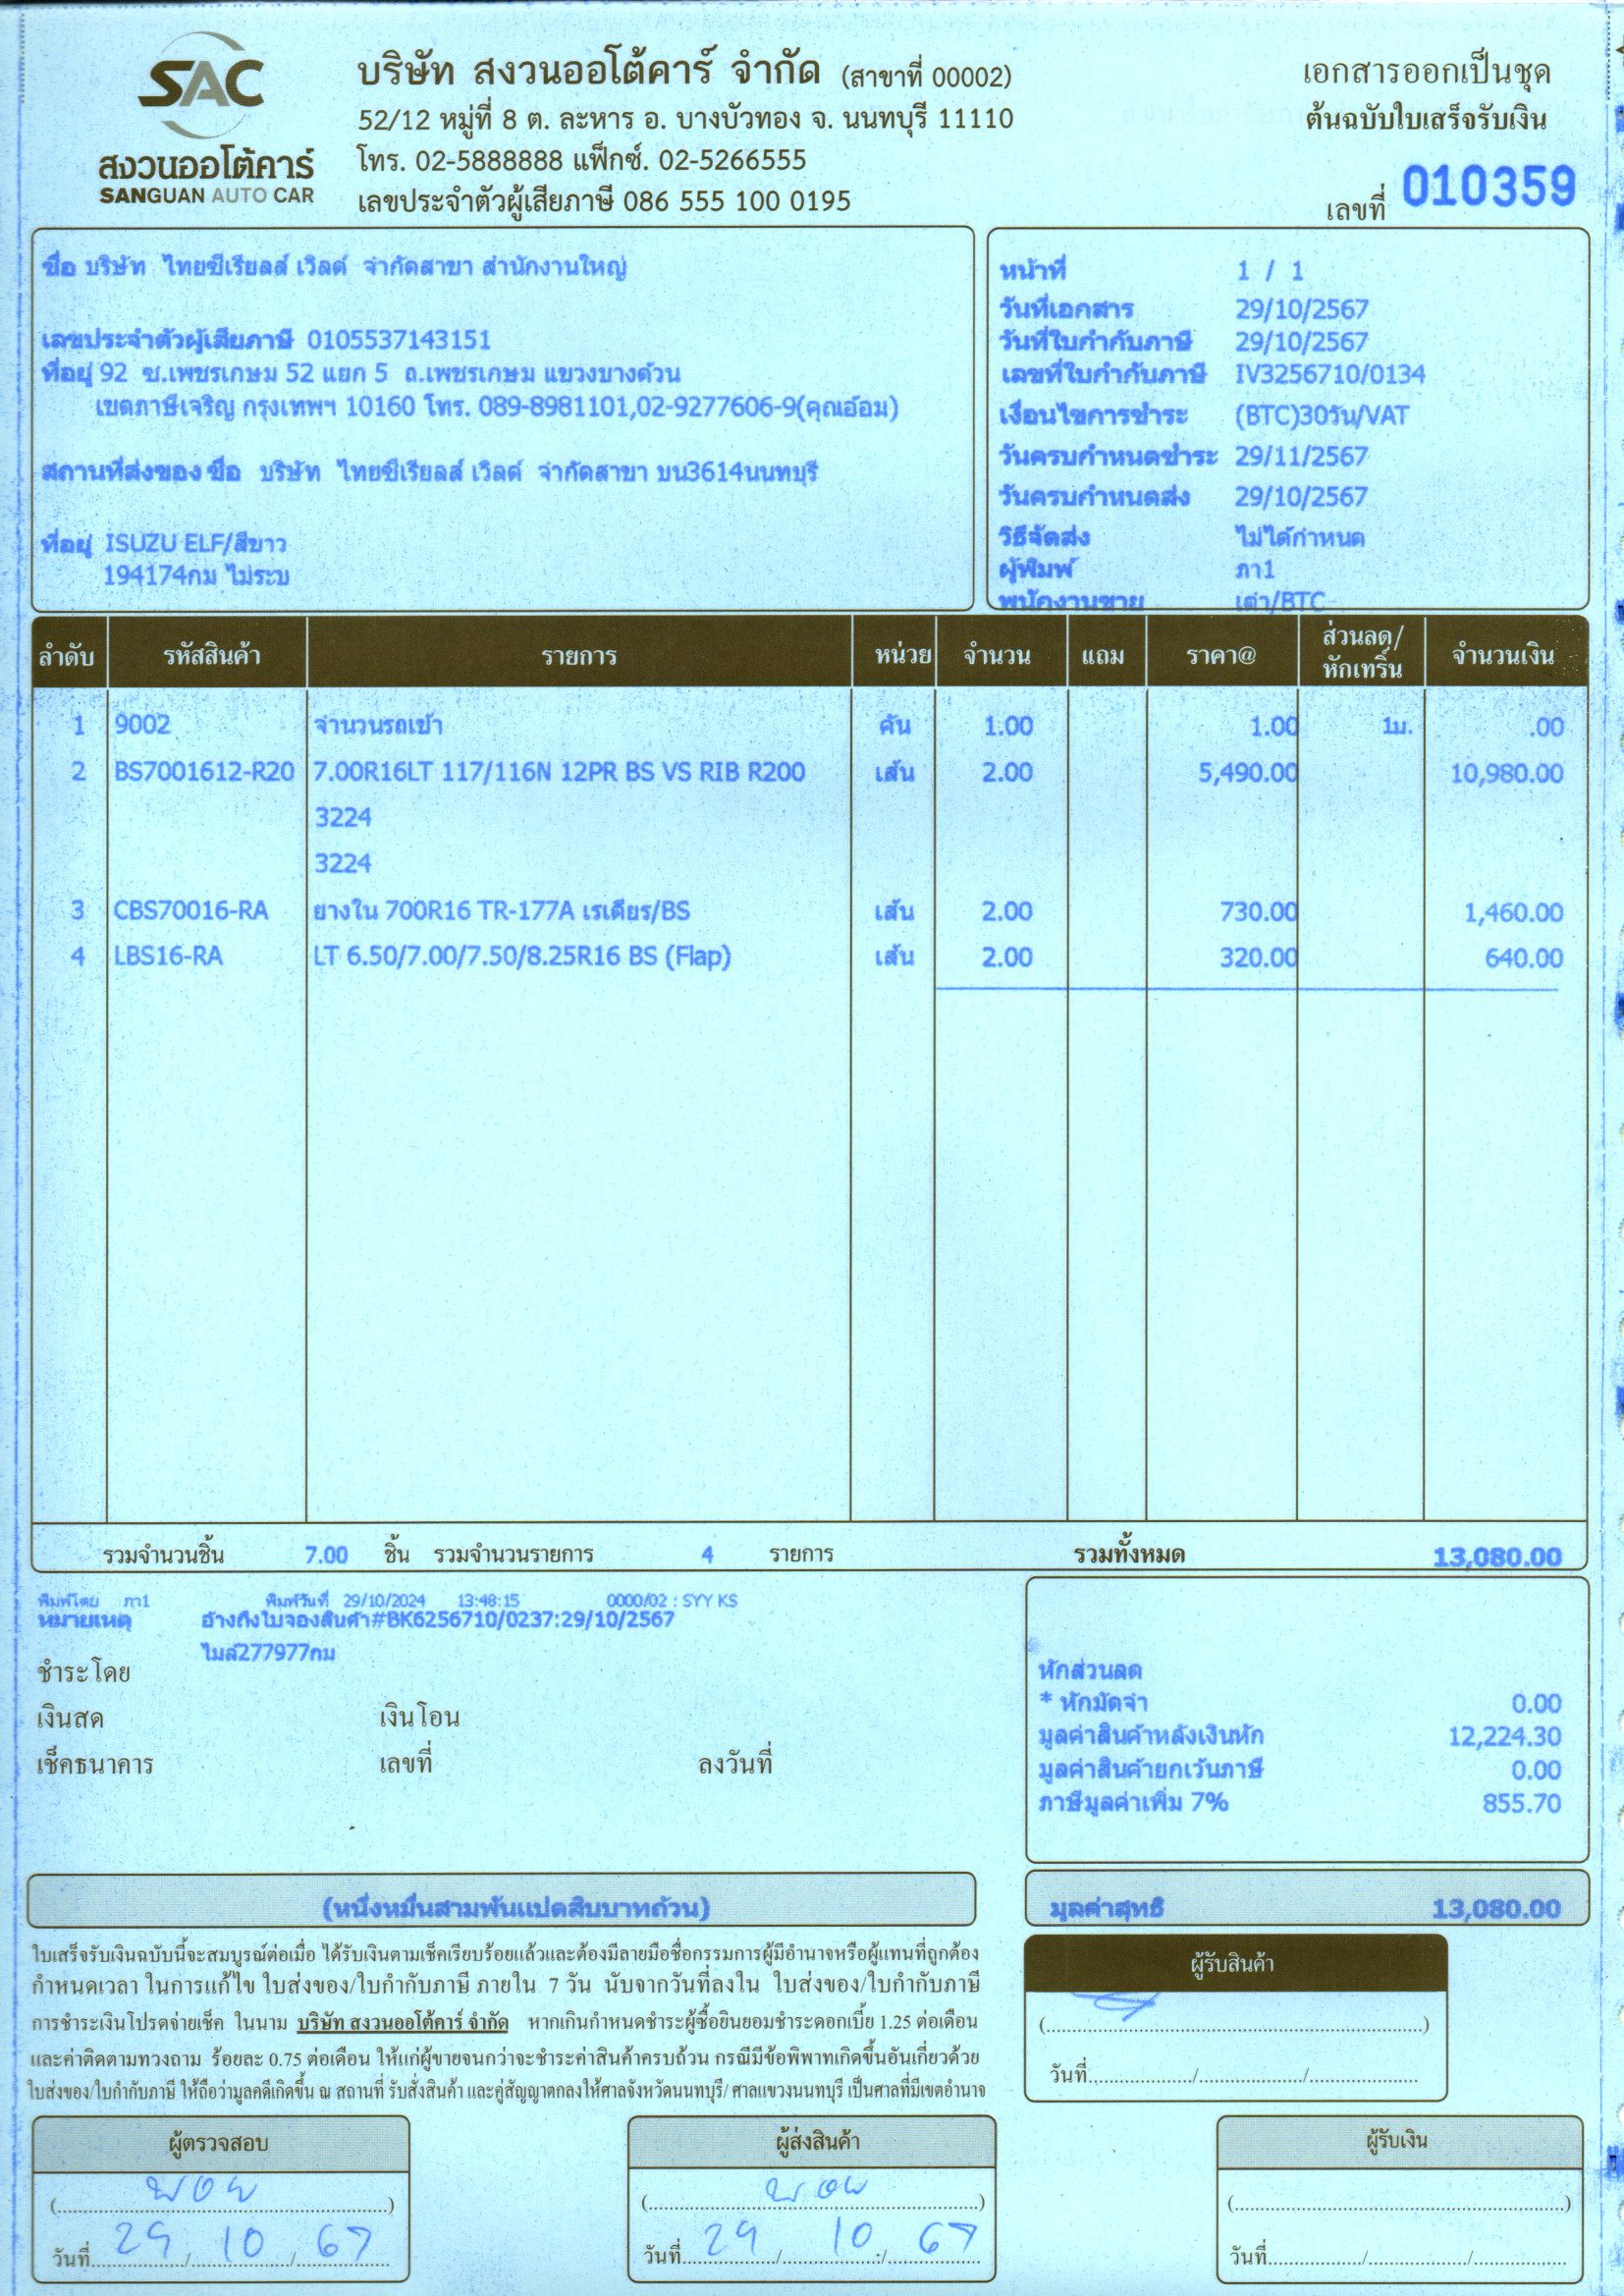 SAC
สงวนออโต้คาร์
SANGUAN AUTO CAR
บริษัท สงวนออโต้คาร์ จำกัด (สาขาที่ 00002)
52/12 หมู่ที่ 8 ต. ละหาร อ. บางบัวทอง จ. นนทบุรี 11110
โทร. 02-5888888 แฟ็กซ์. 02-5266555
เลขประจำตัวผู้เสียภาษี 086 555 100 0195
เอกสารออกเป็นชุด
ต้นฉบับใบเสร็จรับเงิน
เลขที่ 010359
ชื่อ บริษัท ไทยซีเรียลส์ เวิลด์ จำกัดสาขา สำนักงานใหญ่
เลขประจำตัวผู้เสียภาษี 0105537143151
ที่อยู่ 92 ซ.เพชรเกษม 52 แยก 5 ถ.เพชรเกษม แขวงบางด้วน
เขตภาษีเจริญ กรุงเทพฯ 10160 โทร. 089-8981101,02-9277606-9(คุณอ้อม)
สถานที่ส่งของ ชื่อ บริษัท ไทยซีเรียลส์ เวิลด์ จำกัดสาขา บน3614นนทบุรี
ที่อยู่ ISUZU ELF/สีขาว
194174กม ไม่ระบ
หน้าที่ 1 / 1
วันที่เอกสาร 29/10/2567
วันที่ใบกำกับภาษี 29/10/2567
เลขที่ใบกำกับภาษี IV3256710/0134
เงื่อนไขการชำระ (BTC)30วัน/VAT
วันครบกำหนดชำระ 29/11/2567
วันครบกำหนดส่ง 29/10/2567
วิธีจัดส่ง ไม่ได้กำหนด
ผู้พิมพ์ ภา1
พนักงานขาย เต่า/BTC
ลำดับ รหัสสินค้า รายการ หน่วย จำนวน แถม ราคา@ ส่วนลด/ จำนวนเงิน
หักเทริ์น
1 9002 จำนวนรถเข้า คัน 1.00 1.00 1ม. .00
2 BS7001612-R20 7.00R16LT 117/116N 12PR BS VS RIB R200 เส้น 2.00 5,490.00 10,980.00
3224
3224
3 CBS70016-RA ยางใน 700R16 TR-177A เรเดียร/BS เส้น 2.00 730.00 1,460.00
4 LBS16-RA LT 6.50/7.00/7.50/8.25R16 BS (Flap) เส้น 2.00 320.00 640.00
รวมจำนวนชิ้น 7.00 ชิ้น รวมจำนวนรายการ 4 รายการ รวมทั้งหมด 13,080.00
พิมพ์โดย ภา1 พิมพ์วันที่ 29/10/2024 13:48:15 0000/02 : SYY KS
หมายเหตุ อ้างถึงใบจองสินค้า#BK6256710/0237:29/10/2567
ไมล์277977กม
ชำระโดย
เงินสด เงินโอน
เช็คธนาคาร เลขที่ ลงวันที่
หักส่วนลด
* หักมัดจำ 0.00
มูลค่าสินค้าหลังเงินหัก 12,224.30
มูลค่าสินค้ายกเว้นภาษี 0.00
ภาษีมูลค่าเพิ่ม 7% 855.70
(หนึ่งหมื่นสามพันแปดสิบบาทถ้วน)
มูลค่าสุทธิ 13,080.00
ใบเสร็จรับเงินฉบับนี้จะสมบูรณ์ต่อเมื่อ ได้รับเงินตามเช็คเรียบร้อยแล้วและต้องมีลายมือชื่อกรรมการผู้มีอำนาจหรือผู้แทนที่ถูกต้อง
กำหนดเวลา ในการแก้ไข ใบส่งของ/ใบกำกับภาษี ภายใน 7 วัน นับจากวันที่ลงใน ใบส่งของ/ใบกำกับภาษี
การชำระเงินโปรดจ่ายเช็ค ในนาม บริษัท สงวนออโต้คาร์ จำกัด หากเกินกำหนดชำระผู้ซื้อยินยอมชำระดอกเบี้ย 1.25 ต่อเดือน
และค่าติดตามทวงถาม ร้อยละ 0.75 ต่อเดือน ให้แก่ผู้ขายจนกว่าจะชำระค่าสินค้าครบถ้วน กรณีมีข้อพิพาทเกิดขึ้นอันเกี่ยวด้วย
ใบส่งของ/ใบกำกับภาษี ให้ถือว่ามูลคดีเกิดขึ้น ณ สถานที่ รับสั่งสินค้า และคู่สัญญาตกลงให้ศาลจังหวัดนนทบุรี/ ศาลแขวงนนทบุรี เป็นศาลที่มีเขตอำนาจ
ผู้รับสินค้า
(..........)
วันที่........../........../..........
ผู้ตรวจสอบ
วันที่ 29/10/67
ผู้ส่งสินค้า
วันที่ 29/10/67
ผู้รับเงิน
(..........)
วันที่........../........../..........